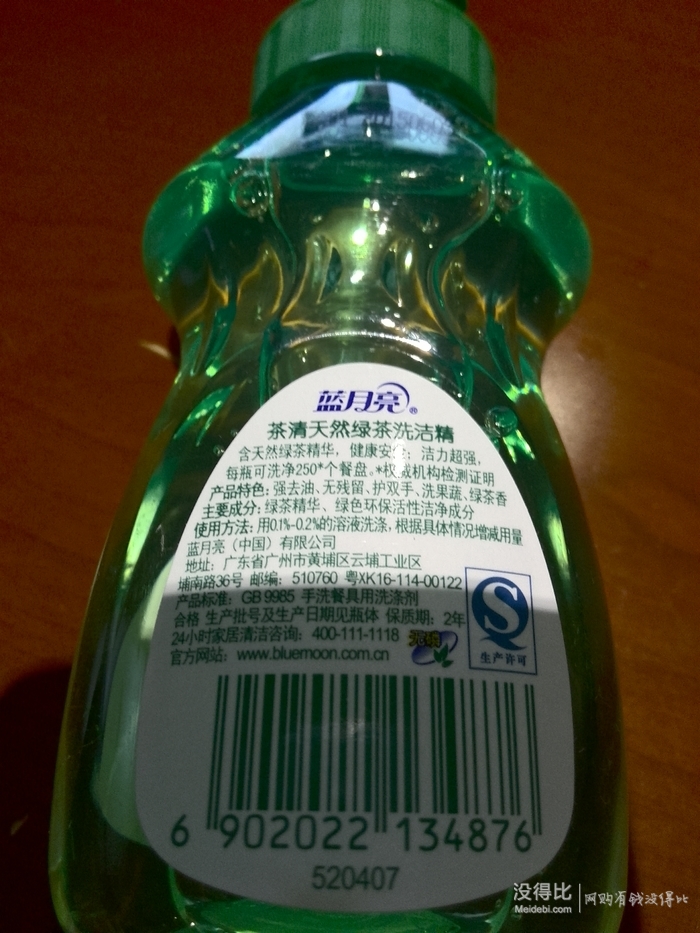 蓝月亮®
茶清天然绿茶洗洁精
含天然绿茶精华，健康安全；洁力超强，
每瓶可洗净250*个餐盘。*权威机构检测证明
产品特色：强去油、无残留、护双手、洗果蔬、绿茶香
主要成分：绿茶精华、绿色环保活性洁净成分
使用方法：用0.1%-0.2%的溶液洗涤，根据具体情况增减用量
蓝月亮（中国）有限公司
地址：广东省广州市黄埔区云埔工业区
埔南路36号 邮编：510760 粤XK16-114-00122
产品标准：GB 9985 手洗餐具用洗涤剂
合格 生产批号及生产日期见瓶体 保质期：2年
24小时家居清洁咨询：400-111-1118 无磷
官方网站：www.bluemoon.com.cn
生产许可
6 902022 134876
520407
没得比
Meidebi.com
网购有钱没得比